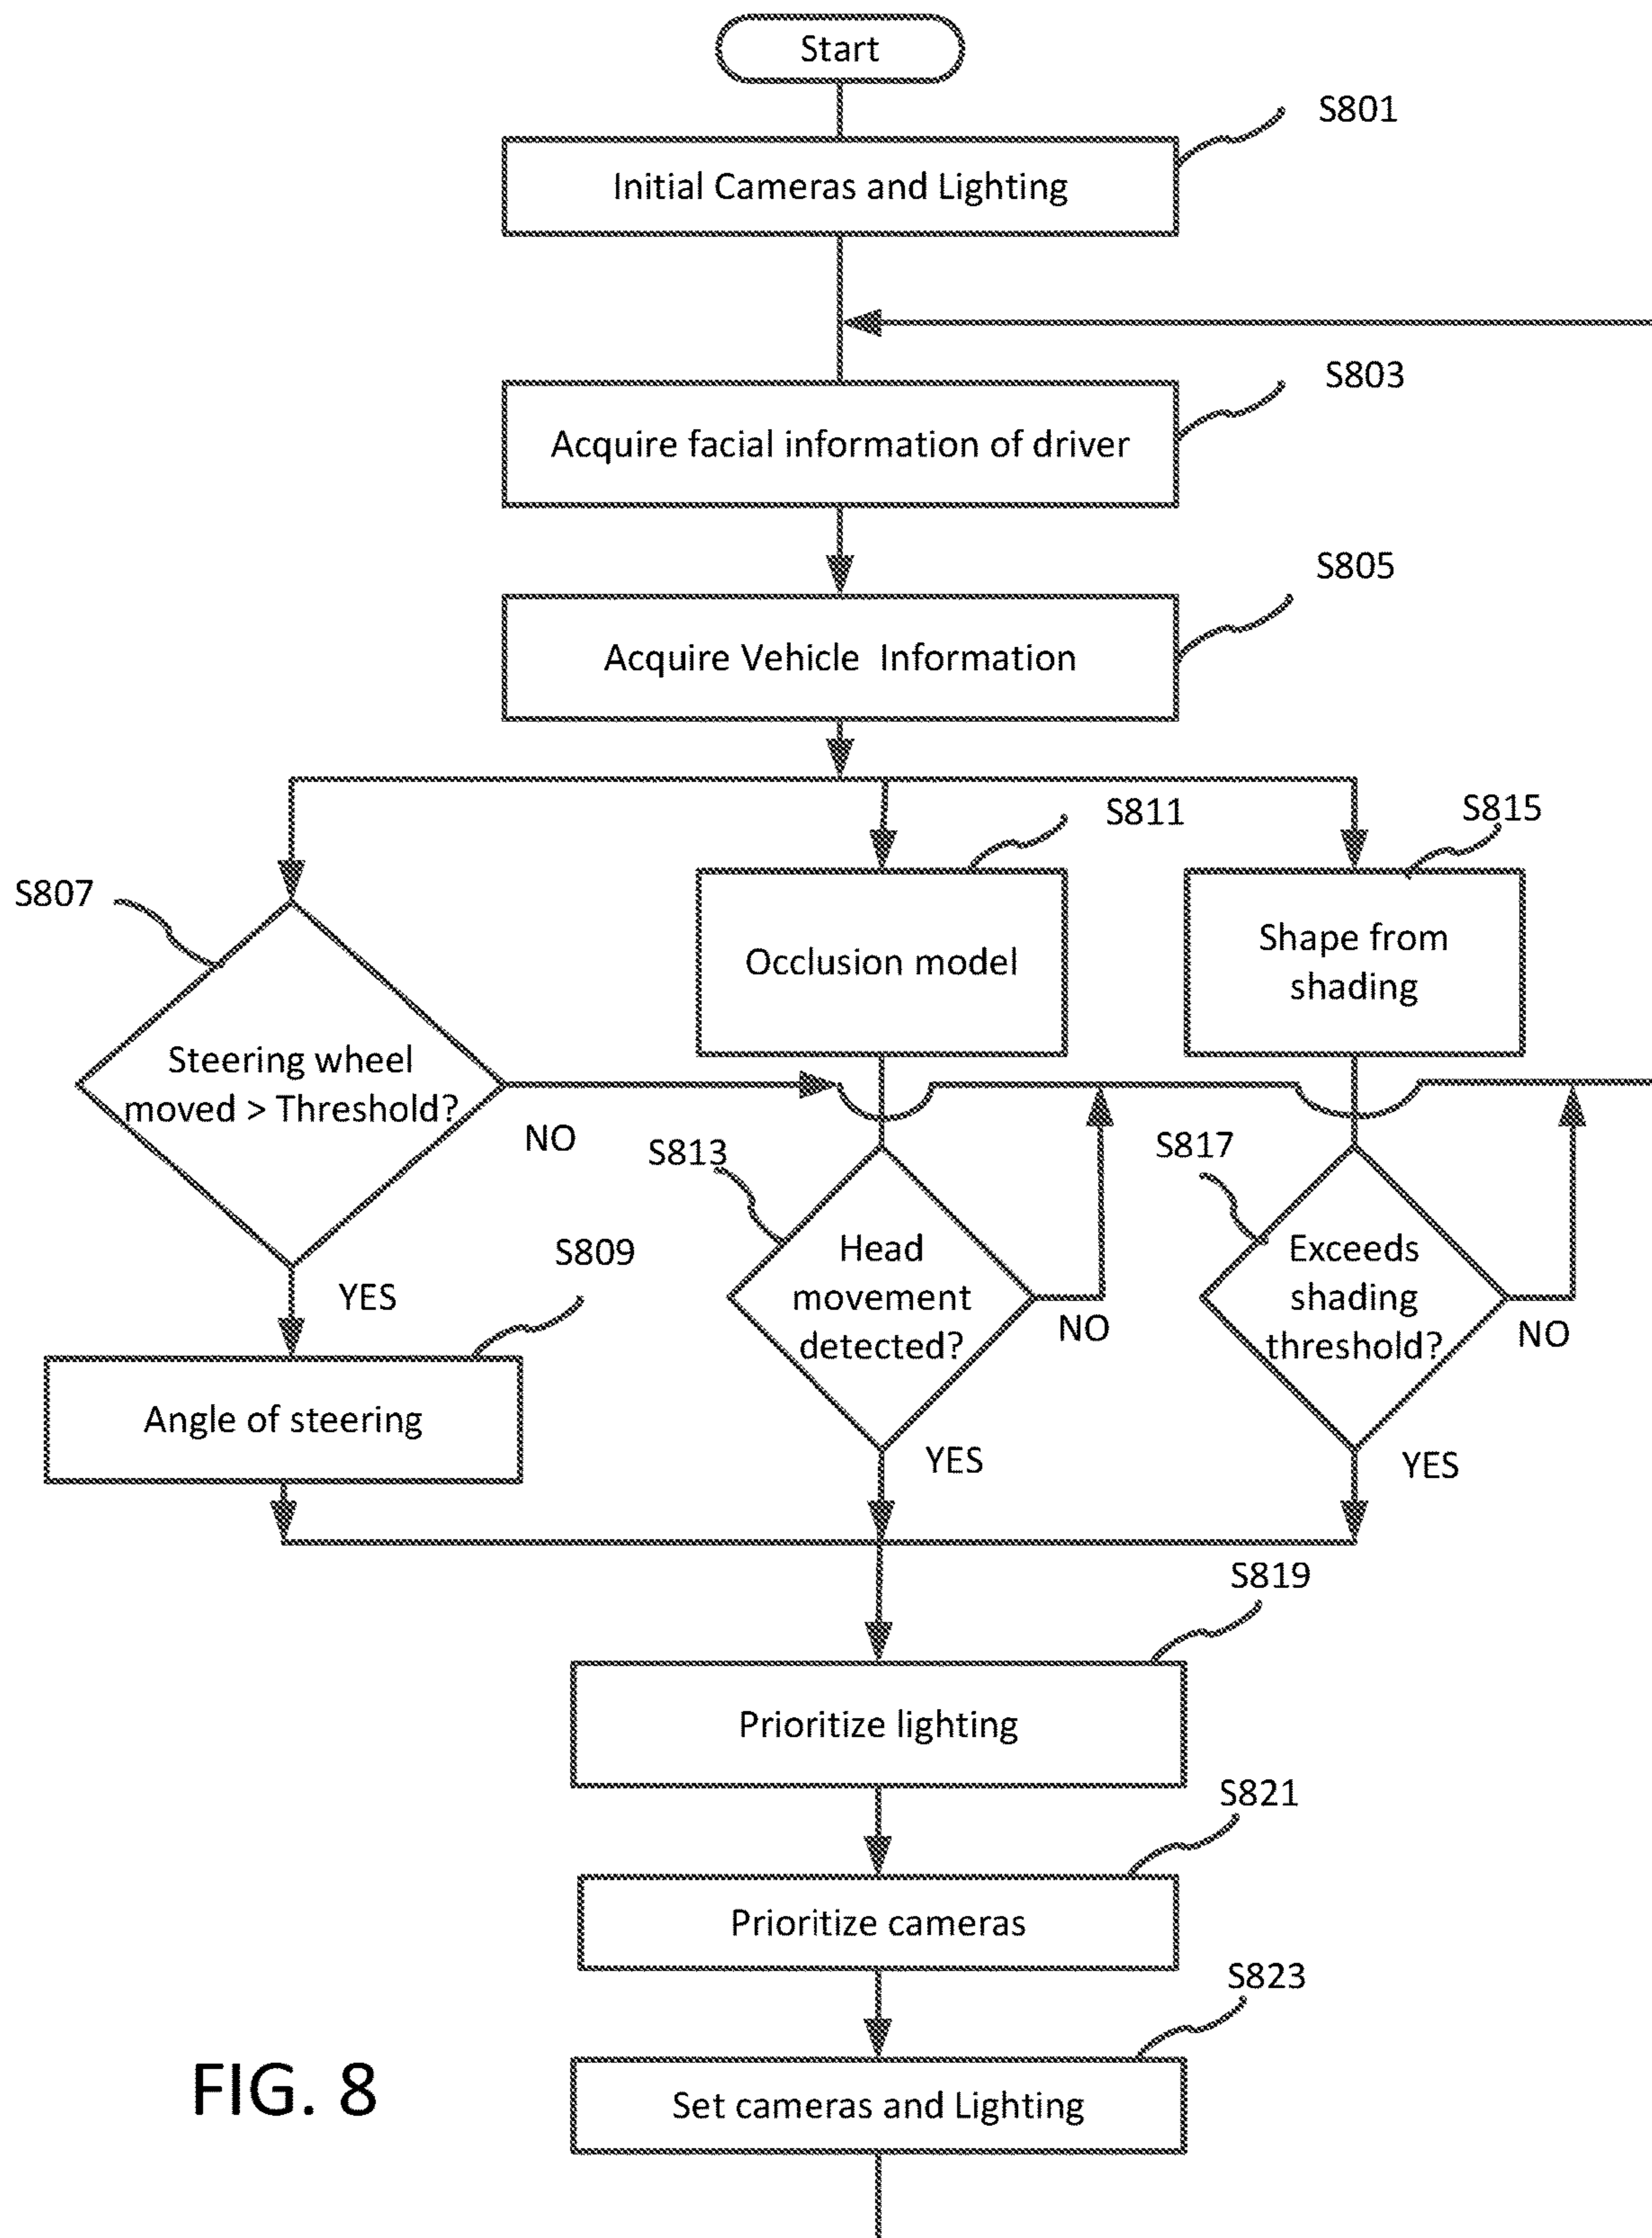 Start
S801
Initial Cameras and Lighting
S803
Acquire facial information of driver
S805
Acquire Vehicle Information
S807
S811
S815
Occlusion model
Shape from
shading
Steering wheel
moved > Threshold?
NO
YES
S809
Angle of steering
S813
Head
movement
detected?
NO
YES
S817
Exceeds
shading
threshold?
NO
YES
S819
Prioritize lighting
S821
Prioritize cameras
S823
Set cameras and Lighting
FIG. 8